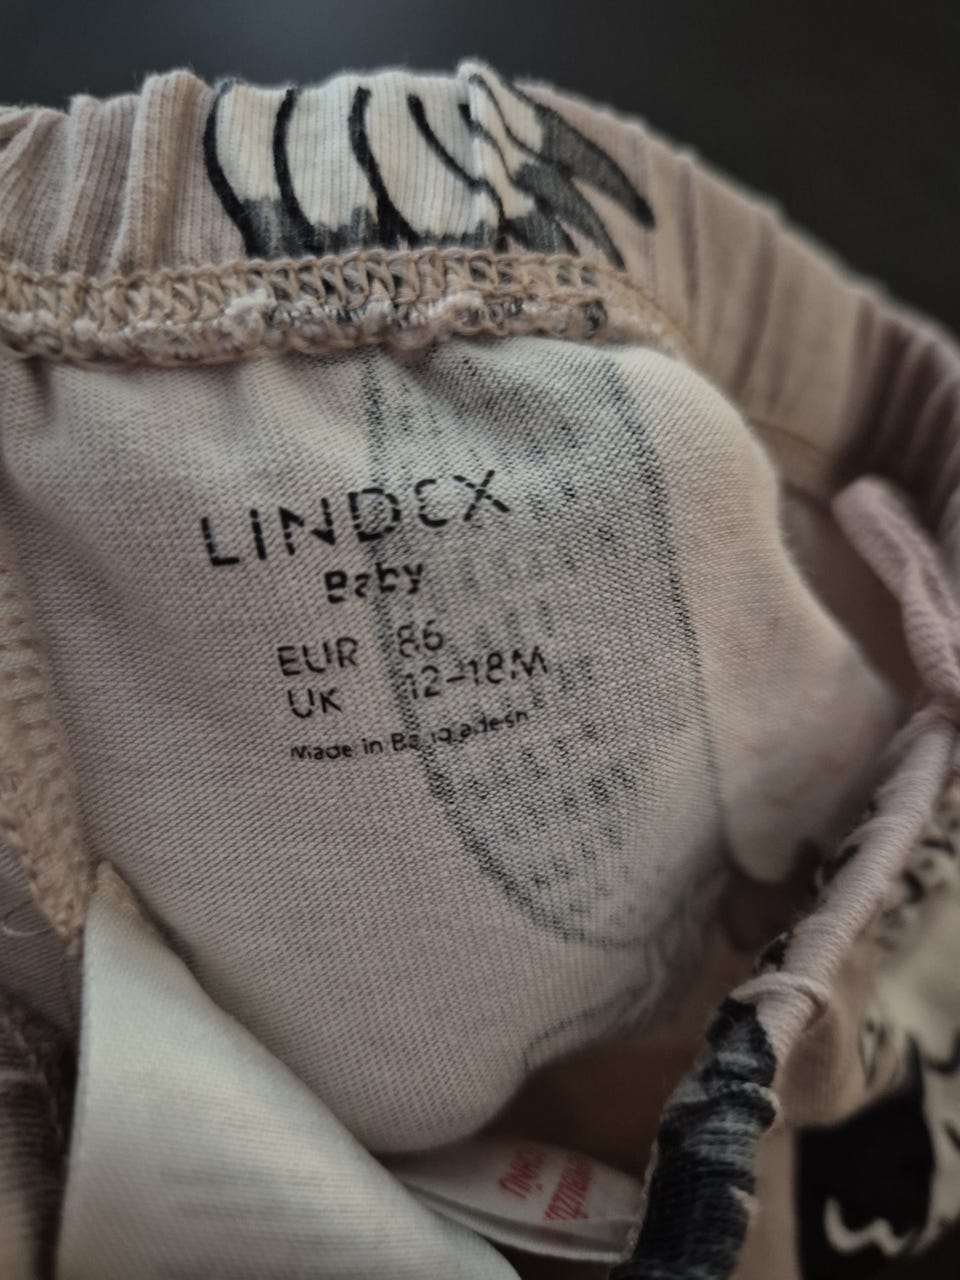 LINDEX
Baby
EUR 86
UK 12-18M
Made in Bangladesh